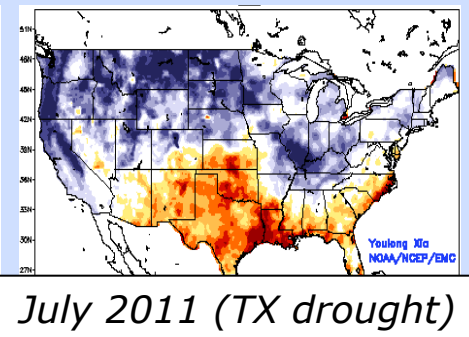 51N
48N
45N
42N
39N
36N
33N
30N
27N
Youlong Xia
NOAA/NCEP/EMC
July 2011 (TX drought)